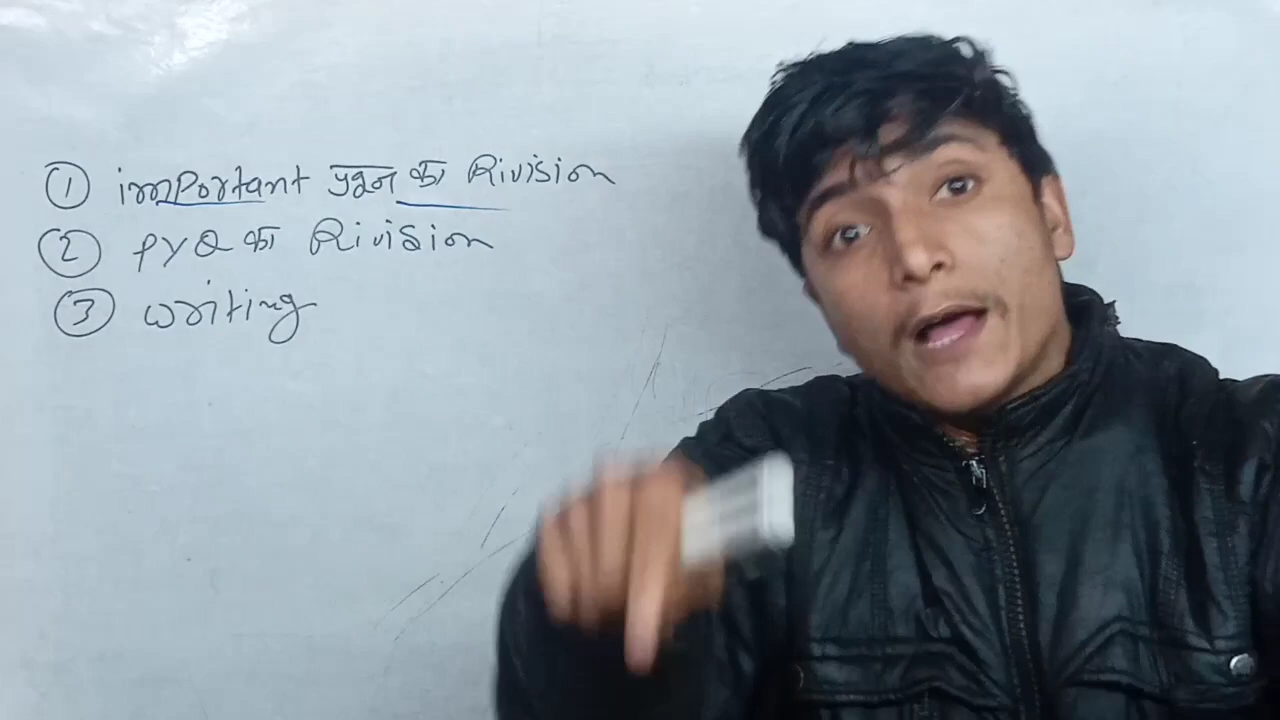 ① important प्रश्न का Rivision
② PYQ का Rivision
③ writing